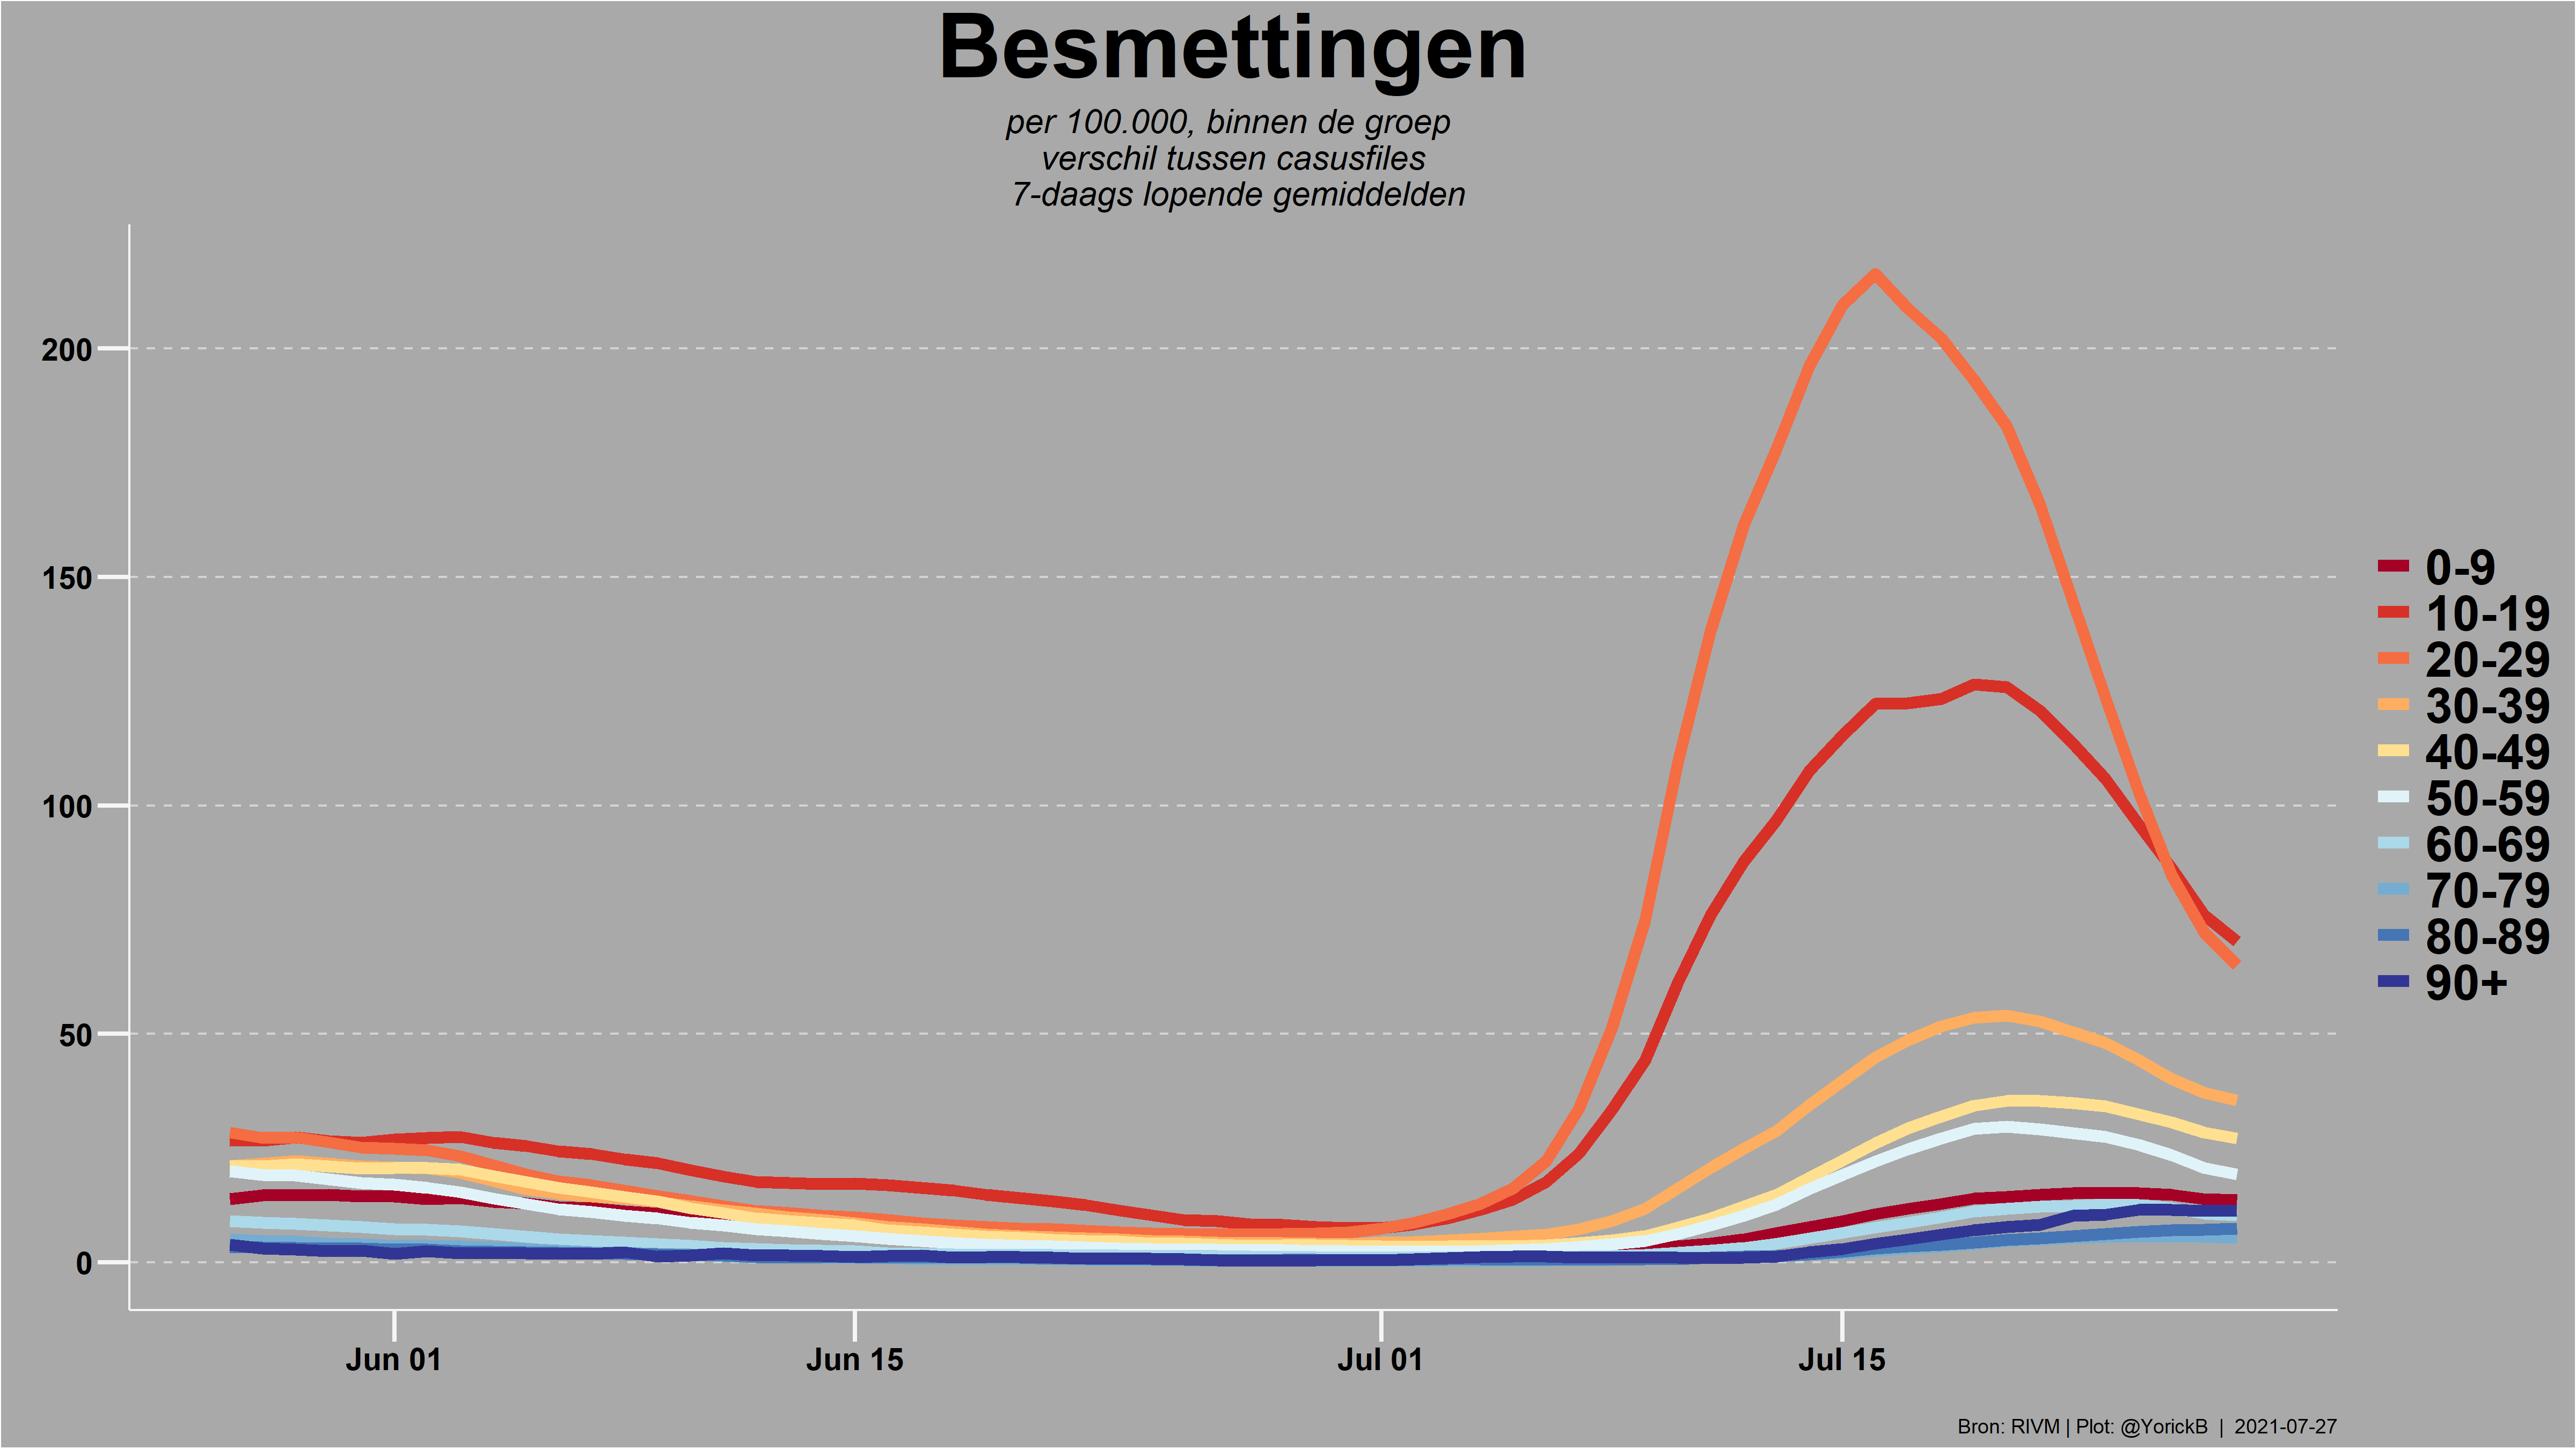 Besmettingen
per 100.000, binnen de groep
verschil tussen casusfiles
7-daags lopende gemiddelden
200
150
100
50
0
Jun 01
Jun 15
Jul 01
Jul 15
0-9
10-19
20-29
30-39
40-49
50-59
60-69
70-79
80-89
90+
Bron: RIVM | Plot: @YorickB | 2021-07-27